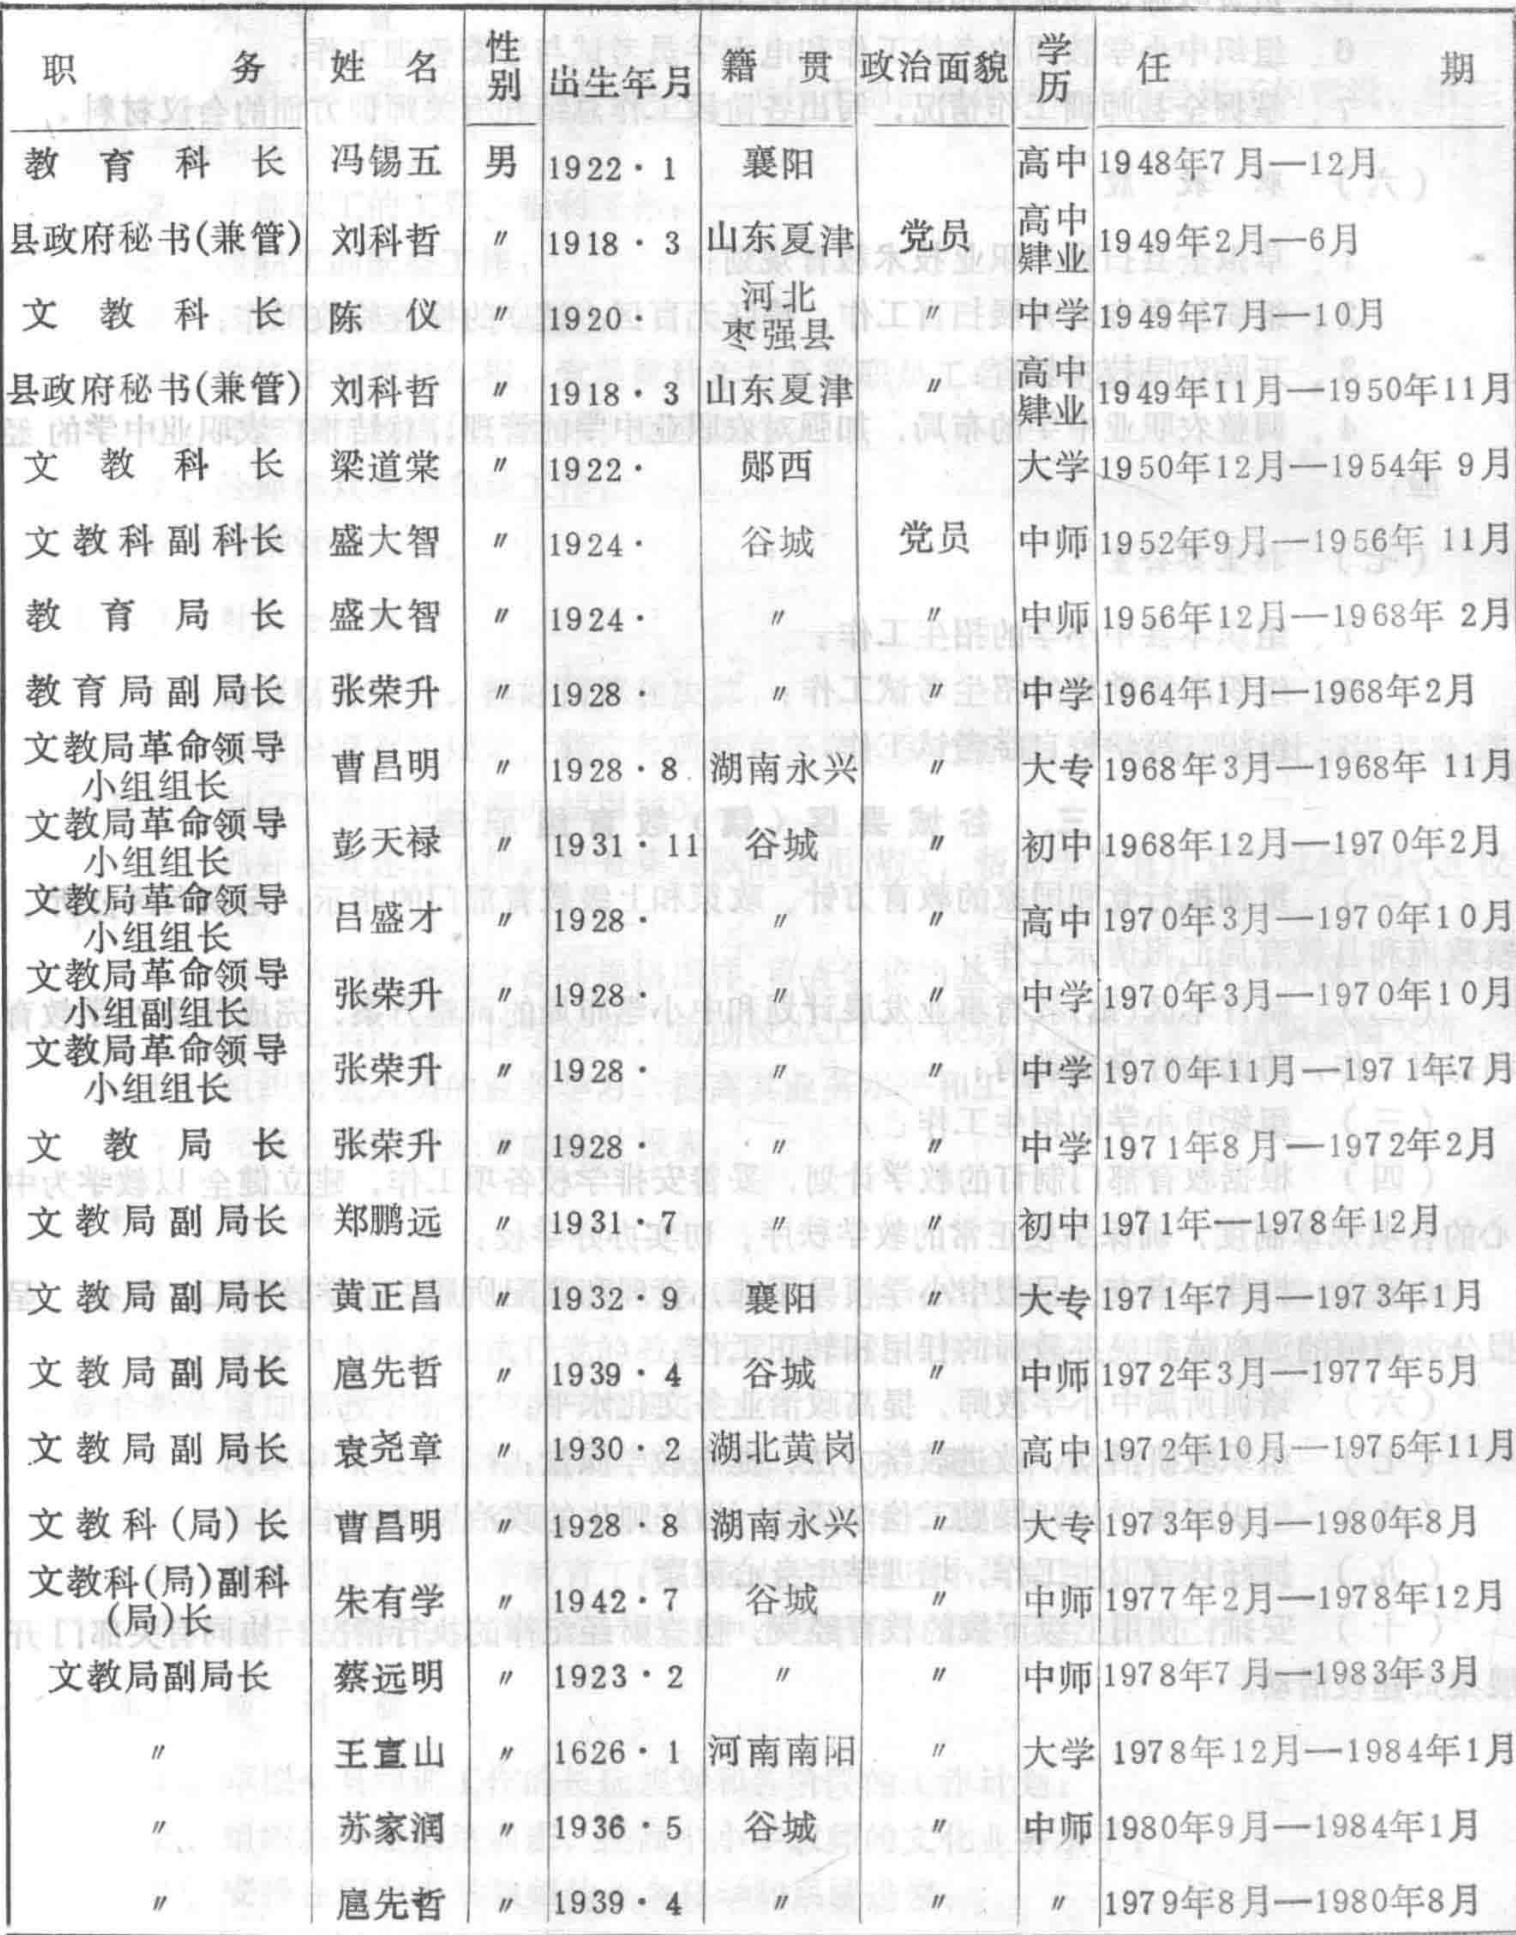 职务 姓名 性别 出生年月 籍贯 政治面貌 学历 任期
教育科长 冯锡五 男 1922·1 襄阳 高中 1948年7月—12月
县政府秘书(兼管) 刘科哲 〃 1918·3 山东夏津 党员 高中肄业 1949年2月—6月
文教科长 陈仪 〃 1920· 河北枣强县 〃 中学 1949年7月—10月
县政府秘书(兼管) 刘科哲 〃 1918·3 山东夏津 〃 高中肄业 1949年11月—1950年11月
文教科长 梁道棠 〃 1922· 郧西 大学 1950年12月—1954年9月
文教科副科长 盛大智 〃 1924· 谷城 党员 中师 1952年9月—1956年11月
教育局长 盛大智 〃 1924· 〃 〃 中师 1956年12月—1968年2月
教育局副局长 张荣升 〃 1928· 〃 〃 中学 1964年1月—1968年2月
文教局革命领导小组组长 曹昌明 〃 1928·8 湖南永兴 〃 大专 1968年3月—1968年11月
文教局革命领导小组组长 彭天禄 〃 1931·11 谷城 〃 初中 1968年12月—1970年2月
文教局革命领导小组组长 吕盛才 〃 1928· 〃 〃 高中 1970年3月—1970年10月
文教局革命领导小组副组长 张荣升 〃 1928· 〃 〃 中学 1970年3月—1970年10月
文教局革命领导小组组长 张荣升 〃 1928· 〃 〃 中学 1970年11月—1971年7月
文教局长 张荣升 〃 1928· 〃 〃 中学 1971年8月—1972年2月
文教局副局长 郑鹏远 〃 1931·7 〃 〃 初中 1971年—1978年12月
文教局副局长 黄正昌 〃 1932·9 襄阳 〃 大专 1971年7月—1973年1月
文教局副局长 扈先哲 〃 1939·4 谷城 〃 中师 1972年3月—1977年5月
文教局副局长 袁尧章 〃 1930·2 湖北黄岗 〃 高中 1972年10月—1975年11月
文教科(局)长 曹昌明 〃 1928·8 湖南永兴 〃 大专 1973年9月—1980年8月
文教科(局)副科(局)长 朱有学 〃 1942·7 谷城 〃 中师 1977年2月—1978年12月
文教局副局长 蔡远明 〃 1923·2 〃 〃 中师 1978年7月—1983年3月
〃 王宣山 〃 1626·1 河南南阳 〃 大学 1978年12月—1984年1月
〃 苏家润 〃 1936·5 谷城 〃 中师 1980年9月—1984年1月
〃 扈先哲 〃 1939·4 〃 〃 〃 1979年8月—1980年8月